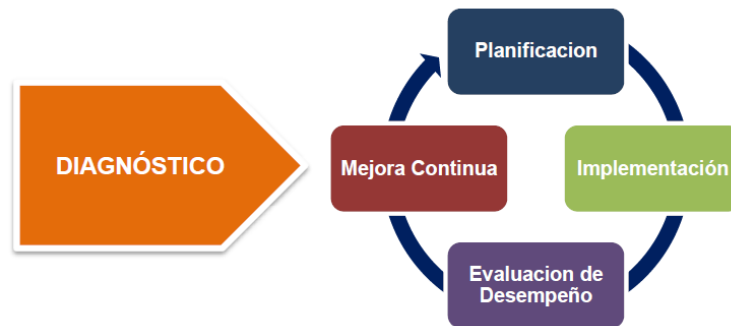 DIAGNÓSTICO
Planificacion
Implementación
Evaluacion de
Desempeño
Mejora Continua